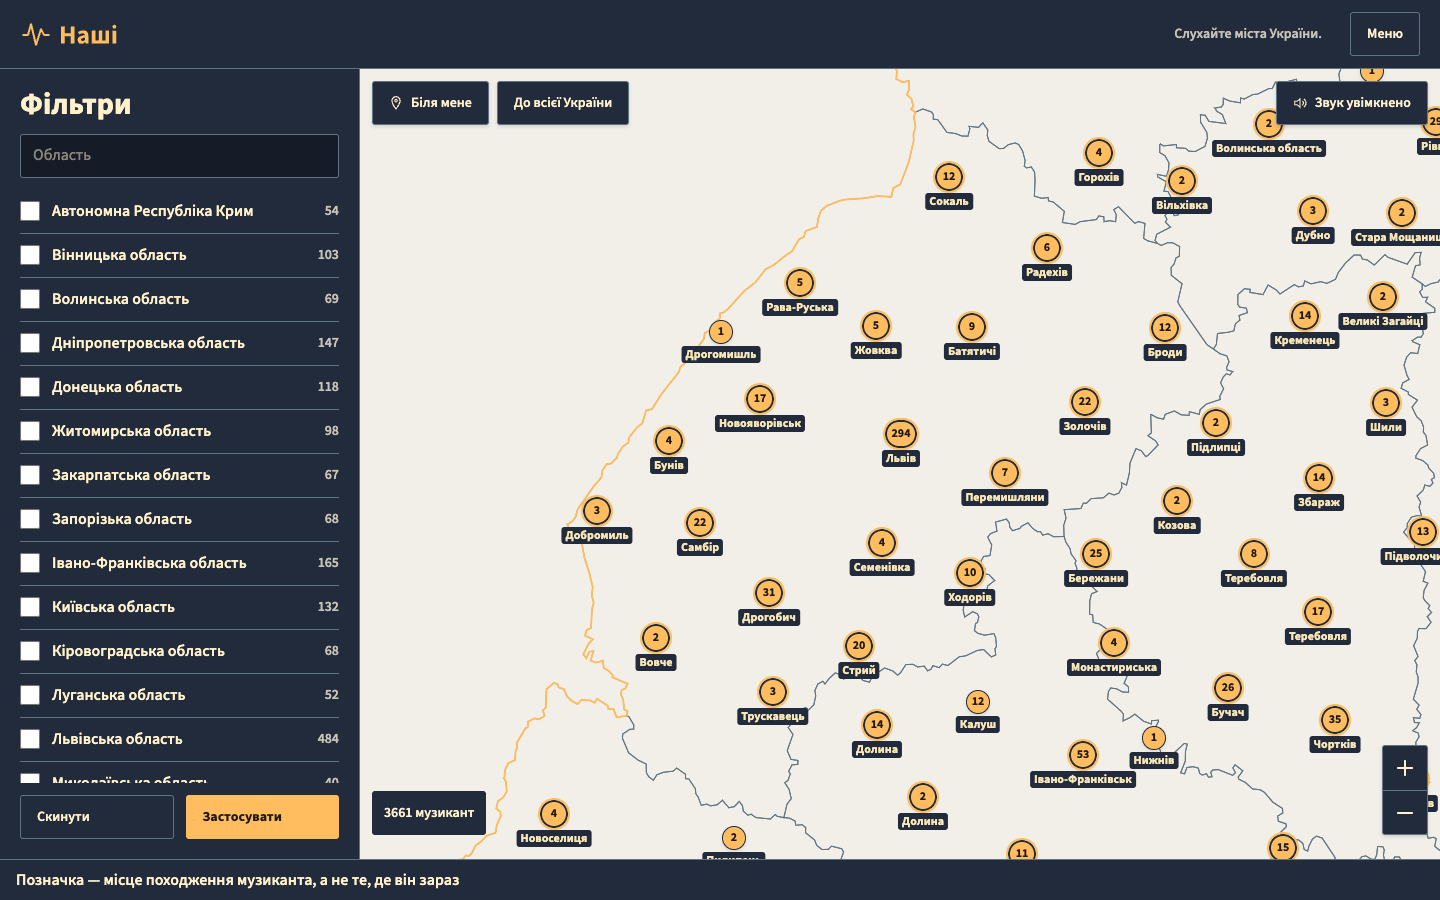 Наші
Слухайте міста України.
Меню
Фільтри
Область
Автономна Республіка Крим 54
Вінницька область 103
Волинська область 69
Дніпропетровська область 147
Донецька область 118
Житомирська область 98
Закарпатська область 67
Запорізька область 68
Івано-Франківська область 165
Київська область 132
Кіровоградська область 68
Луганська область 52
Львівська область 484
Миколаївська область 40
Скинути
Застосувати
Біля мене
До всієї України
Звук увімкнено
1
2
Волинська область
4
Горохів
12
Сокаль
2
Вільхівка
3
Дубно
2
6
Радехів
5
Рава-Руська
2
Великі Загайці
14
Кременець
1
Дрогомишль
5
Жовква
9
Батятичі
12
Броди
17
Новояворівськ
22
Золочів
3
Шили
2
Підлипці
4
Бунів
294
Львів
7
Перемишляни
14
Збараж
2
Козова
3
Добромиль
22
Самбір
13
4
Семенівка
25
Бережани
8
Теребовля
10
Ходорів
31
Дрогобич
17
Теребовля
2
Вовче
20
Стрий
4
Монастириська
3
Трускавець
12
Калуш
26
Бучач
14
Долина
35
Чортків
1
Нижнів
53
Івано-Франківськ
2
Долина
4
Новоселиця
2
11
15
+
−
3661 музикант
Позначка — місце походження музиканта, а не те, де він зараз